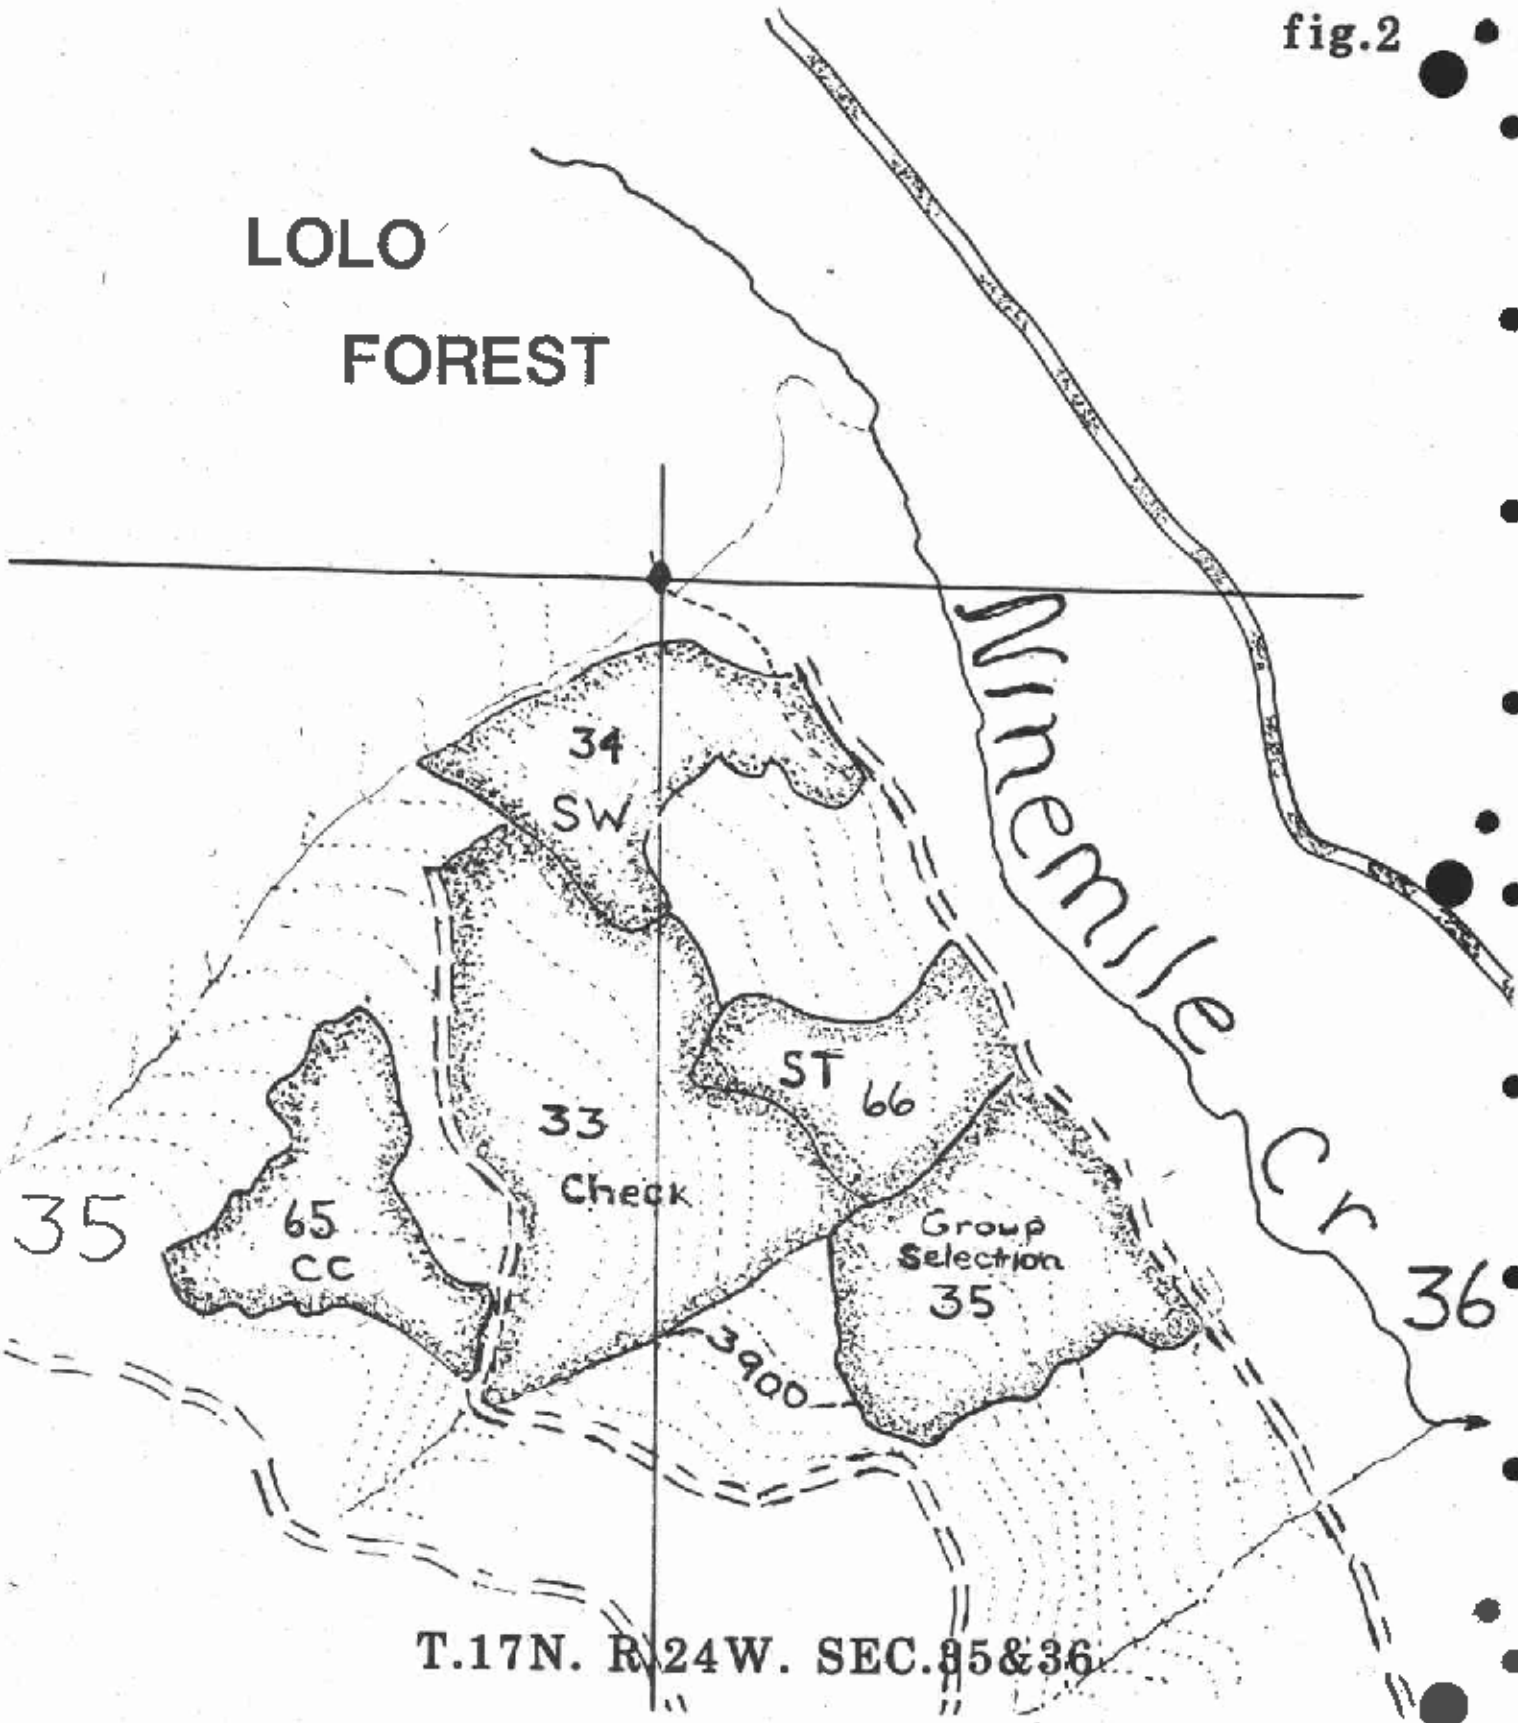 fig.2
LOLO
FOREST
Ninemile Cr
34
SW
ST
66
33
Check
35
65
CC
Group
Selection
35
36
3900
T.17N. R.24W. SEC.35&36